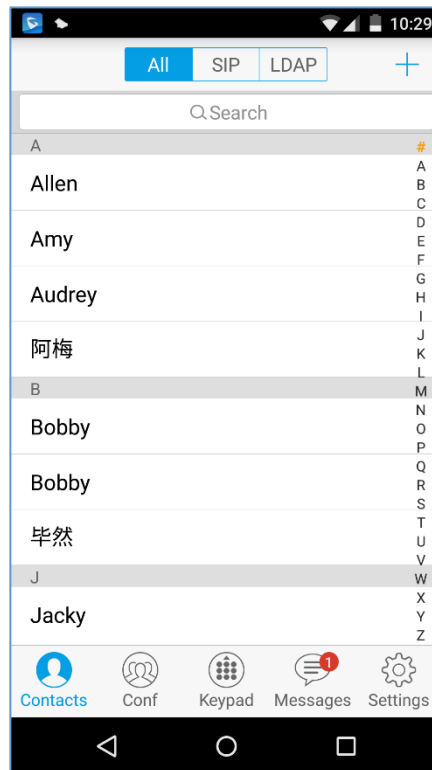 10:29
All SIP LDAP +
Search
A
Allen
Amy
Audrey
阿梅
B
Bobby
Bobby
毕然
J
Jacky
#
A
B
C
D
E
F
G
H
I
J
K
L
M
N
O
P
Q
R
S
T
U
V
W
X
Y
Z
1
Contacts Conf Keypad Messages Settings